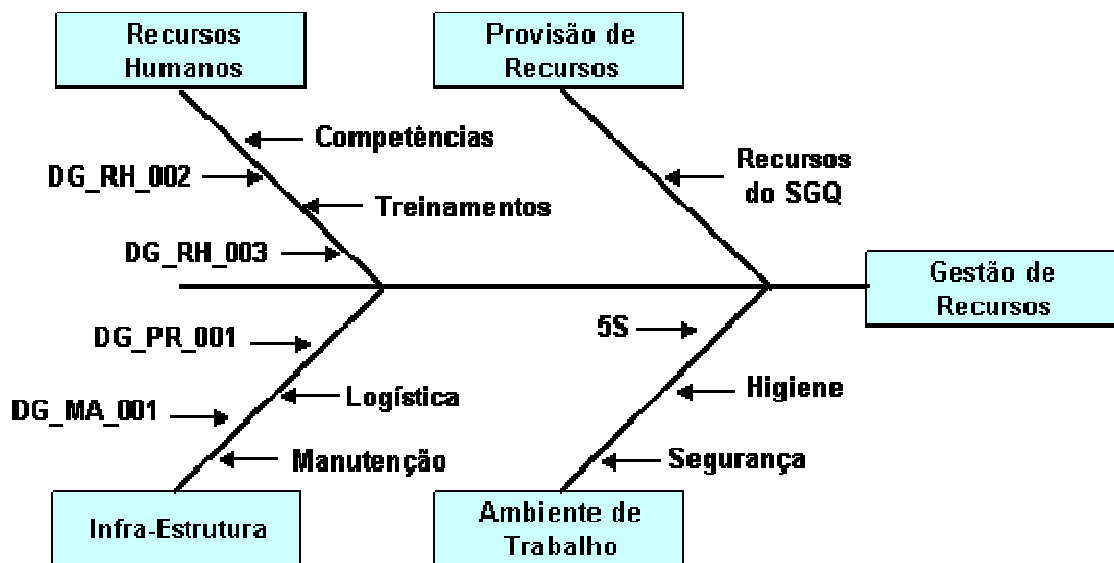 Recursos
Humanos
Provisão de
Recursos
Competências
DG_RH_002
Treinamentos
DG_RH_003
Recursos
do SGQ
Gestão de
Recursos
DG_PR_001
Logística
DG_MA_001
Manutenção
5S
Higiene
Segurança
Infra-Estrutura
Ambiente de
Trabalho